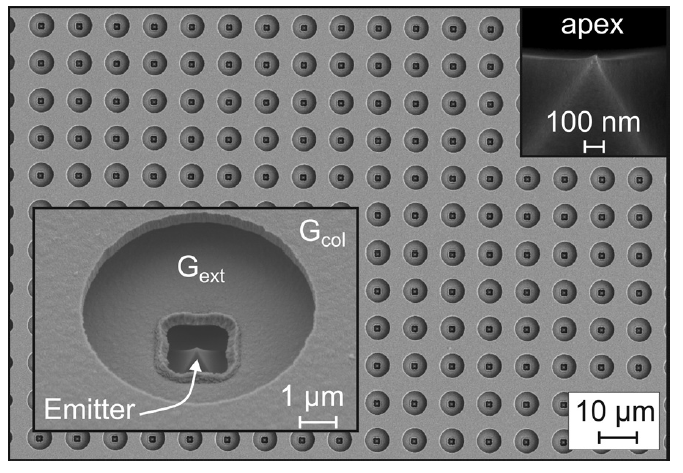 apex
100 nm
G_col
G_ext
Emitter
1 µm
10 µm